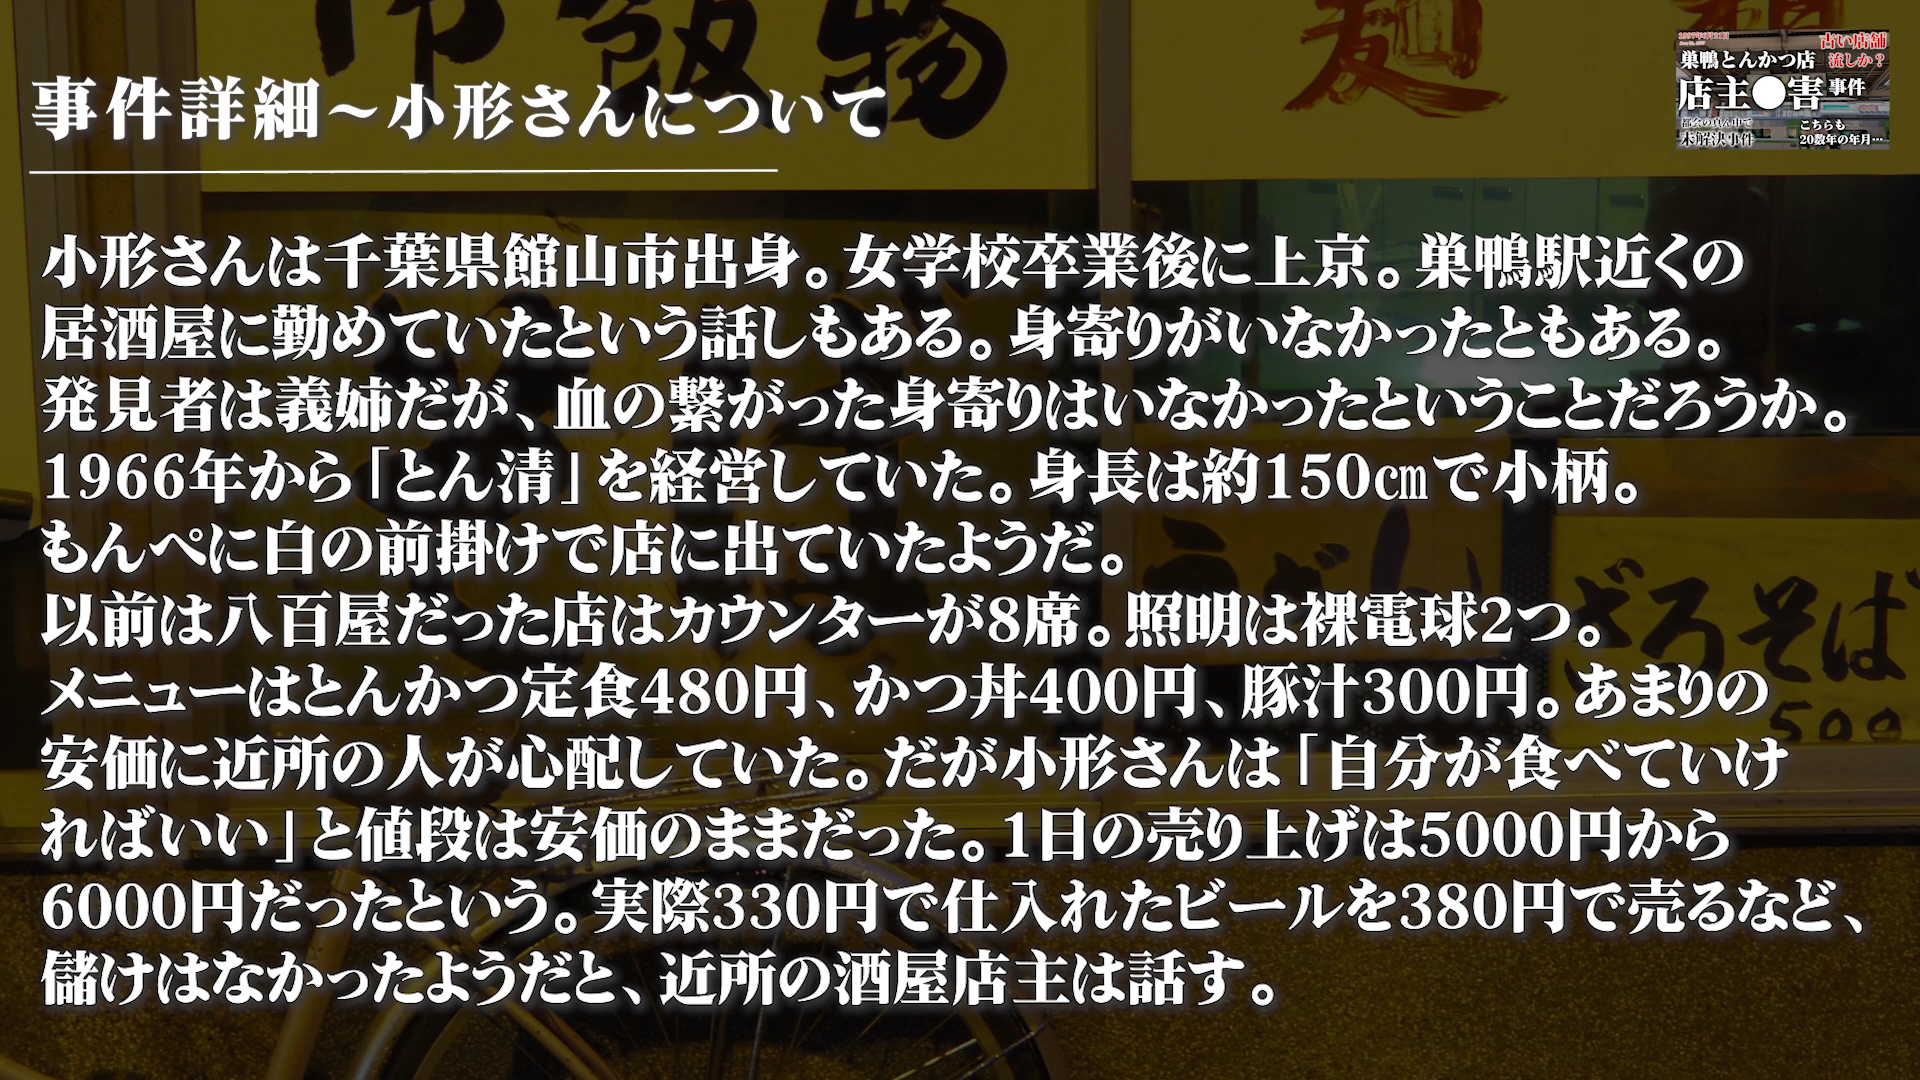 事件詳細～小形さんについて
小形さんは千葉県館山市出身。女学校卒業後に上京。巣鴨駅近くの
居酒屋に勤めていたという話しもある。身寄りがいなかったともある。
発見者は義姉だが、血の繋がった身寄りはいなかったということだろうか。
1966年から「とん清」を経営していた。身長は約150㎝で小柄。
もんぺに白の前掛けで店に出ていたようだ。
以前は八百屋だった店はカウンターが8席。照明は裸電球2つ。
メニューはとんかつ定食480円、かつ丼400円、豚汁300円。あまりの
安価に近所の人が心配していた。だが小形さんは「自分が食べていけ
ればいい」と値段は安価のままだった。1日の売り上げは5000円から
6000円だったという。実際330円で仕入れたビールを380円で売るなど、
儲けはなかったようだと、近所の酒屋店主は話す。
古い店舗
流しか？
巣鴨とんかつ店
店主●害事件
都会の真ん中で
未解決事件
こちらも
20数年の年月…
飯物
麺
うどん
ざるそば
500